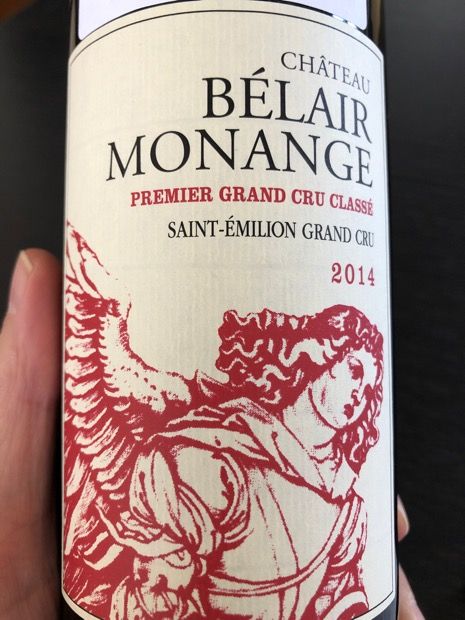 CHÂTEAU
BÉLAIR
MONANGE
PREMIER GRAND CRU CLASSÉ
SAINT-ÉMILION GRAND CRU
2014